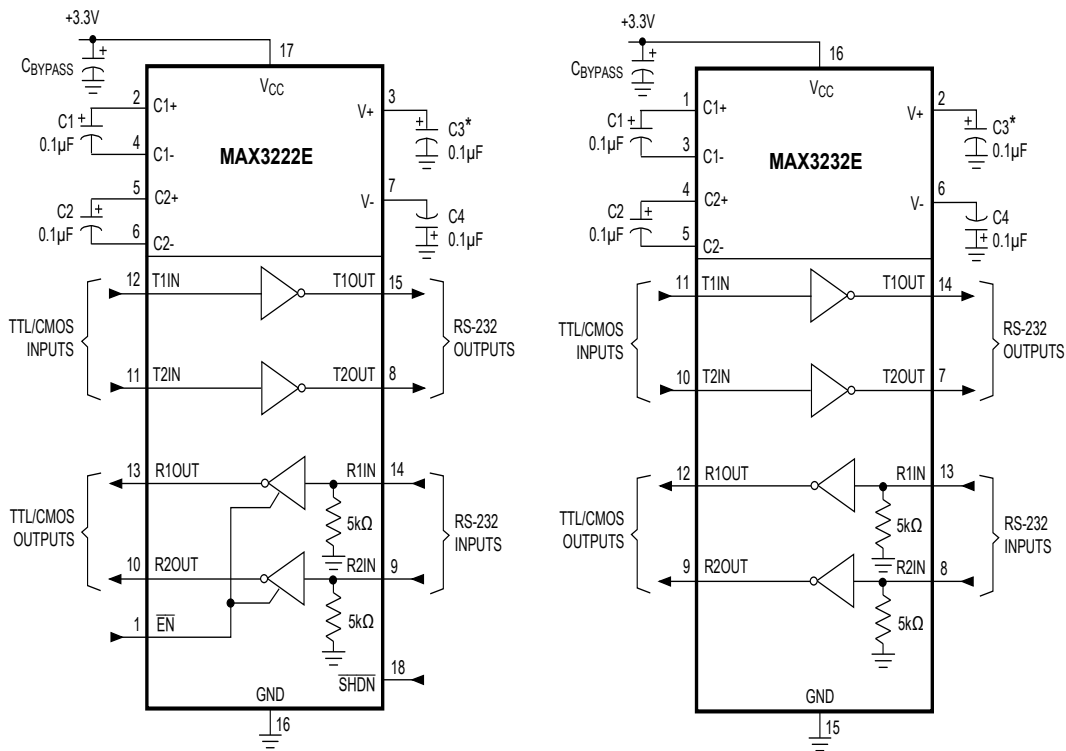 +3.3V
17
C_BYPASS
+
V_CC
2
C1+
V+
3
C1
0.1µF
+
+
C3*
0.1µF
4
C1-
MAX3222E
5
C2+
7
V-
C2
0.1µF
+
C4
0.1µF
+
6
C2-
12
T1IN
T1OUT
15
TTL/CMOS
INPUTS
RS-232
OUTPUTS
11
T2IN
T2OUT
8
13
R1OUT
R1IN
14
TTL/CMOS
OUTPUTS
5kΩ
RS-232
INPUTS
10
R2OUT
R2IN
9
1
EN
5kΩ
SHDN
18
GND
16
+3.3V
16
C_BYPASS
+
V_CC
1
C1+
V+
2
C1
0.1µF
+
+
C3*
0.1µF
3
C1-
MAX3232E
4
C2+
6
V-
C2
0.1µF
+
C4
0.1µF
+
5
C2-
11
T1IN
T1OUT
14
TTL/CMOS
INPUTS
RS-232
OUTPUTS
10
T2IN
T2OUT
7
12
R1OUT
R1IN
13
TTL/CMOS
OUTPUTS
5kΩ
RS-232
INPUTS
9
R2OUT
R2IN
8
5kΩ
GND
15